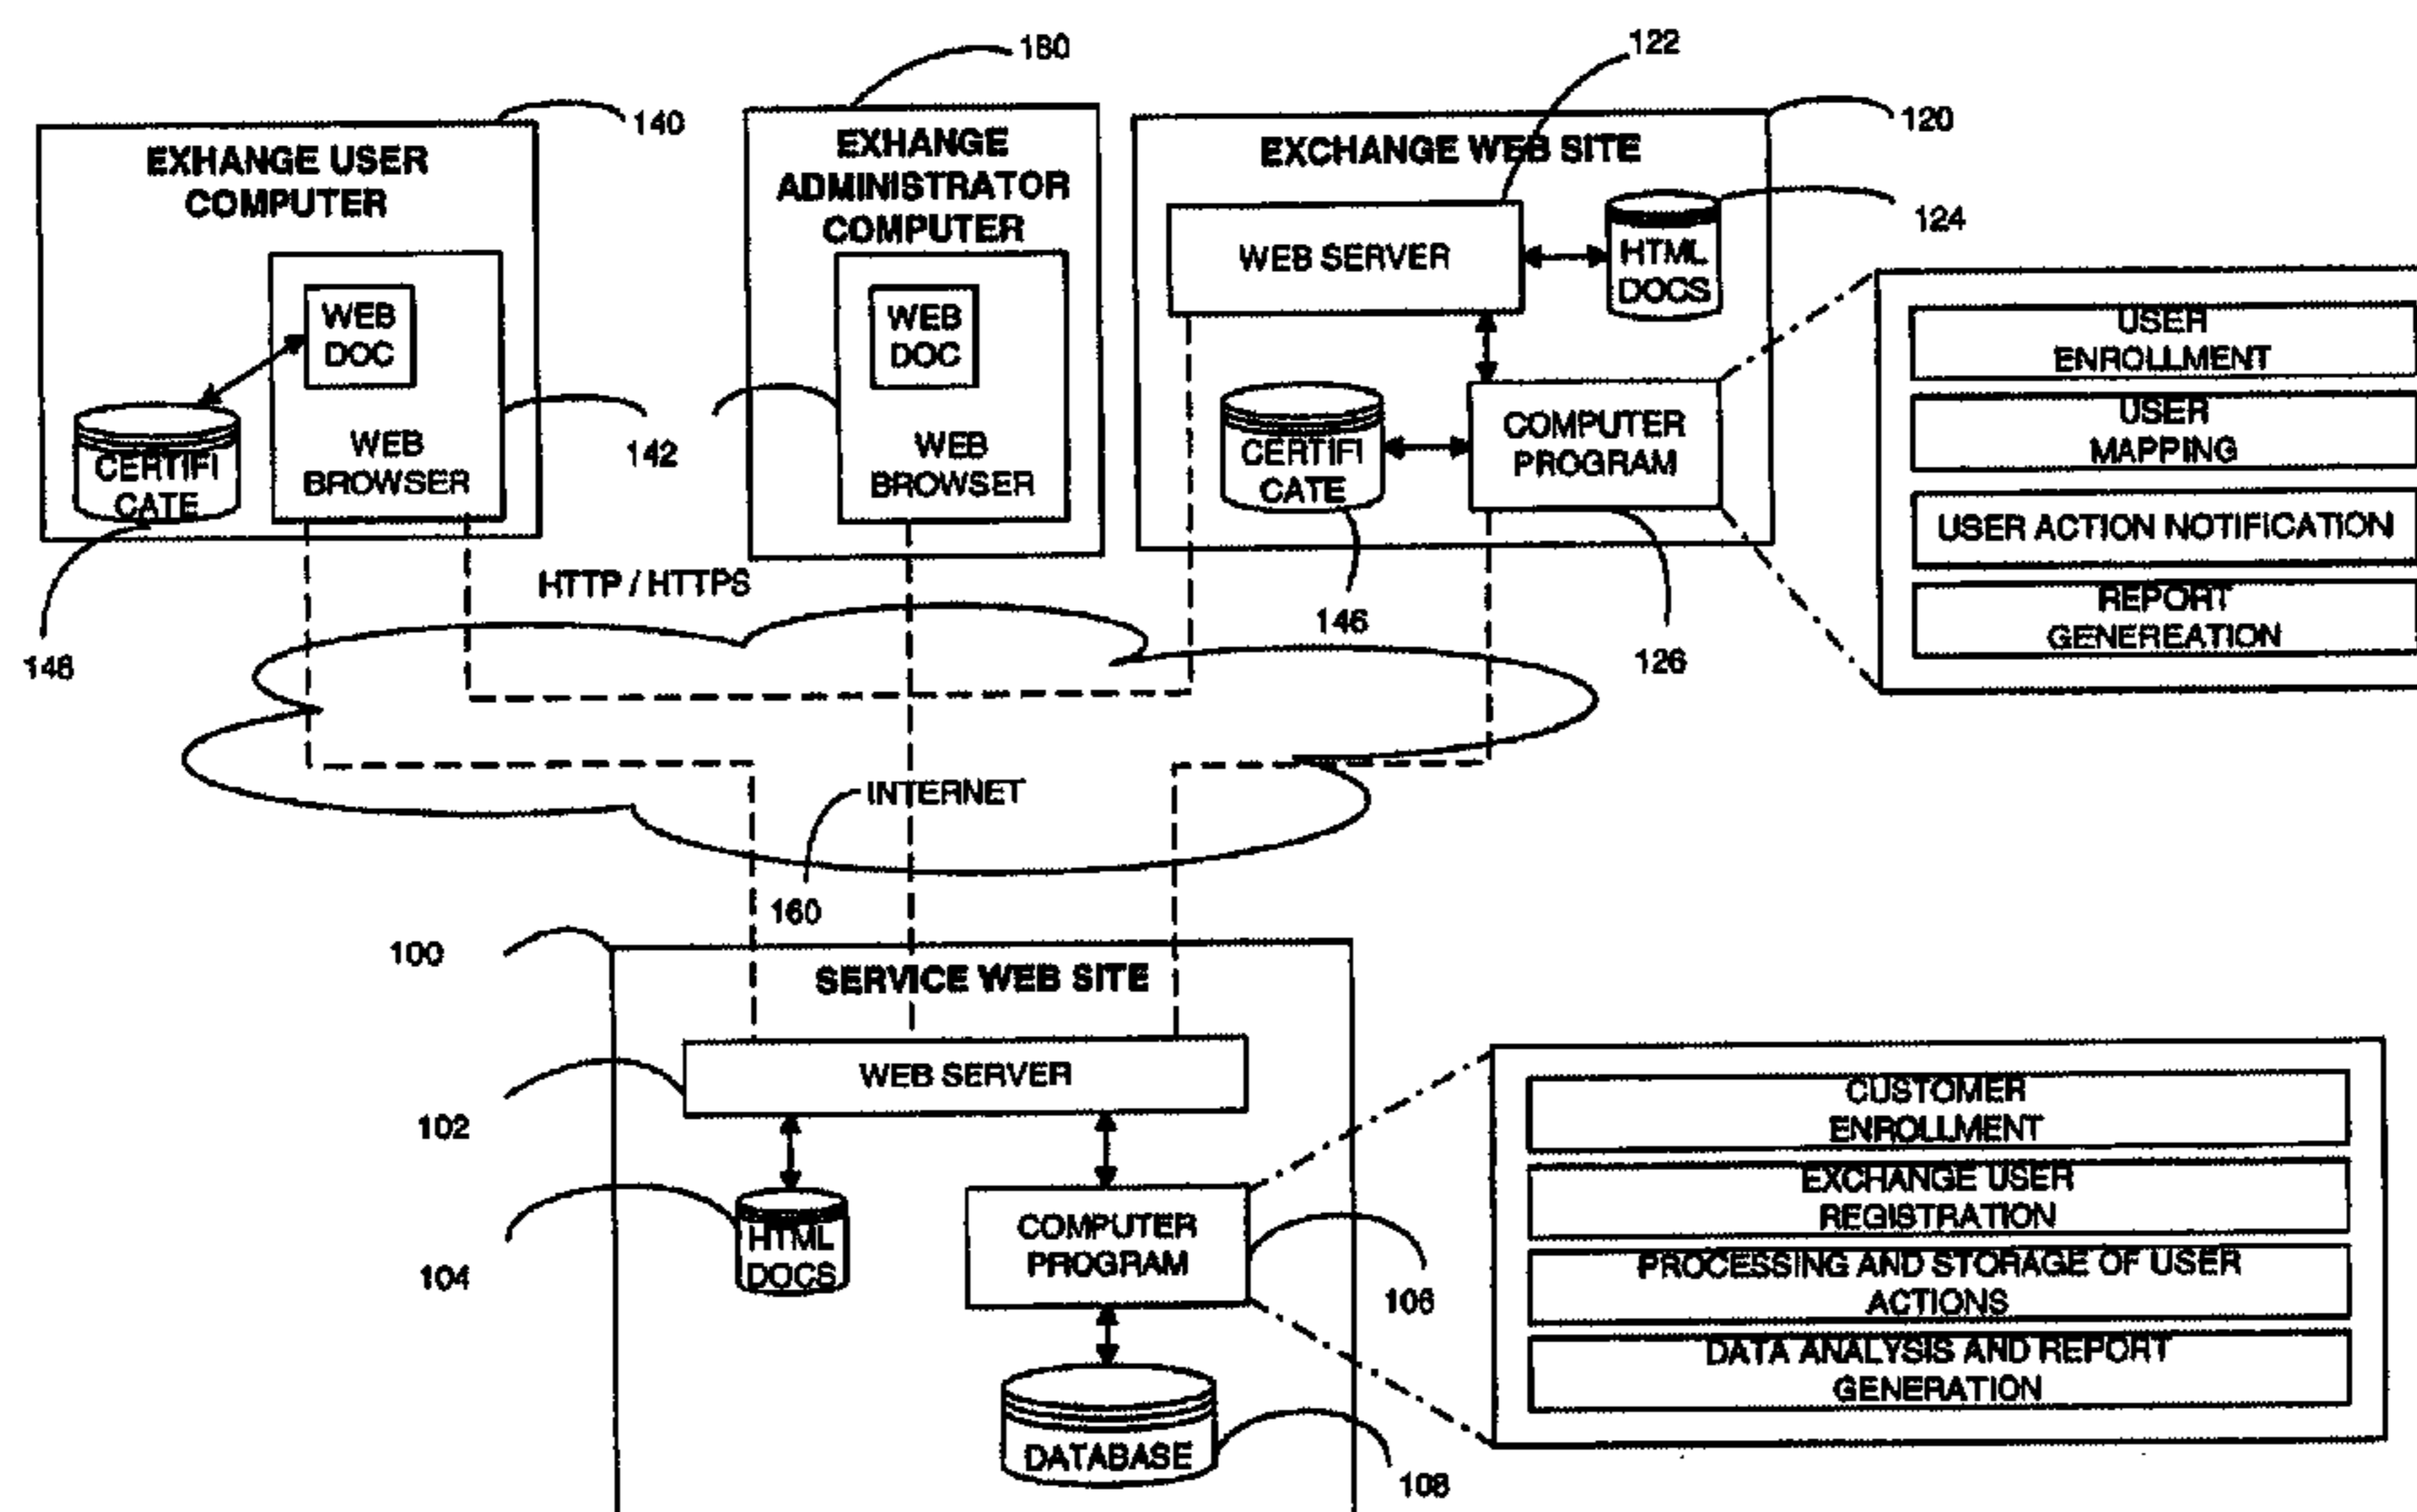 180
122
140
120
EXHANGE USER
COMPUTER
EXHANGE
ADMINISTRATOR
COMPUTER
EXCHANGE WEB SITE
124
WEB SERVER
HTML
DOCS
WEB
DOC
WEB
DOC
USER
ENROLLMENT
USER
MAPPING
USER ACTION NOTIFICATION
REPORT
GENEREATION
142
WEB
BROWSER
WEB
BROWSER
CERTIFI
CATE
CERTIFI
CATE
COMPUTER
PROGRAM
HTTP / HTTPS
146
146
126
INTERNET
160
100
SERVICE WEB SITE
102
WEB SERVER
CUSTOMER
ENROLLMENT
EXCHANGE USER
REGISTRATION
PROCESSING AND STORAGE OF USER
ACTIONS
DATA ANALYSIS AND REPORT
GENERATION
104
HTML
DOCS
COMPUTER
PROGRAM
106
DATABASE
108